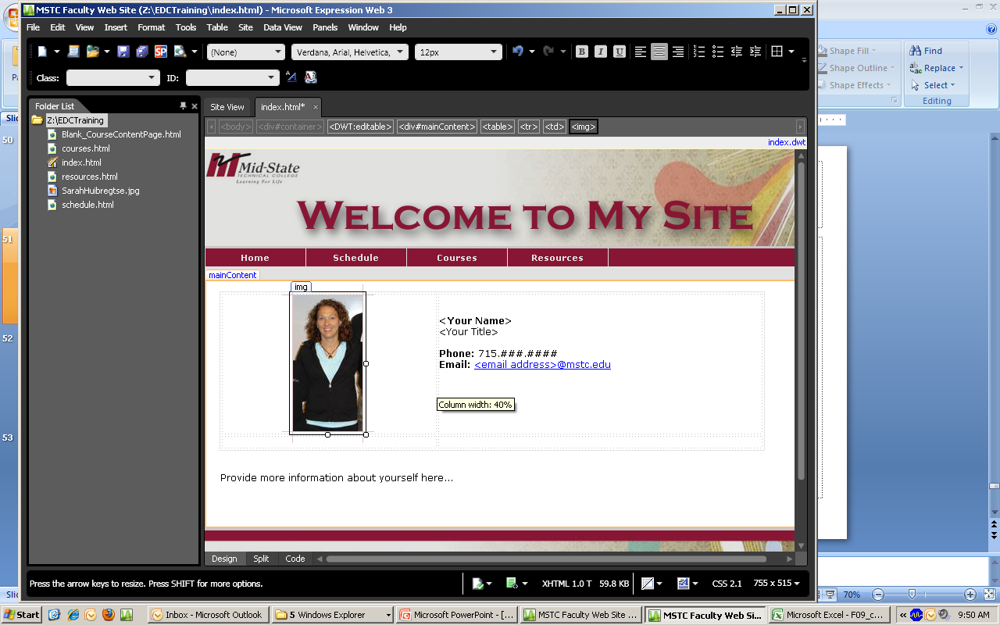 MSTC Faculty Web Site (Z:\EDCTraining\index.html) - Microsoft Expression Web 3
File Edit View Insert Format Tools Table Site Data View Panels Window Help
(None) Verdana, Arial, Helvetica, 12px B I U
Class: ID:
Shape Fill
Shape Outline
Shape Effects
Find
Replace
Select
Editing
Folder List
Z:\EDCTraining
Blank_CourseContentPage.html
courses.html
index.html
resources.html
SarahHuibregtse.jpg
schedule.html
Site View index.html*
<body> <div#container> <DWT:editable> <div#mainContent> <table> <tr> <td> <img>
index.dwt
Mid-State
TECHNICAL COLLEGE
Learning For Life
Welcome to My Site
Home Schedule Courses Resources
mainContent
img
<Your Name>
<Your Title>
Phone: 715.###.####
Email: <email address>@mstc.edu
Column width: 40%
Provide more information about yourself here...
Design Split Code
Press the arrow keys to resize. Press SHIFT for more options.
XHTML 1.0 T 59.8 KB CSS 2.1 755 x 515
50
51
52
53
70%
Start Inbox - Microsoft Outlook 5 Windows Explorer Microsoft PowerPoint - [... MSTC Faculty Web Site ... MSTC Faculty Web Si... Microsoft Excel - F09_c... 9:50 AM